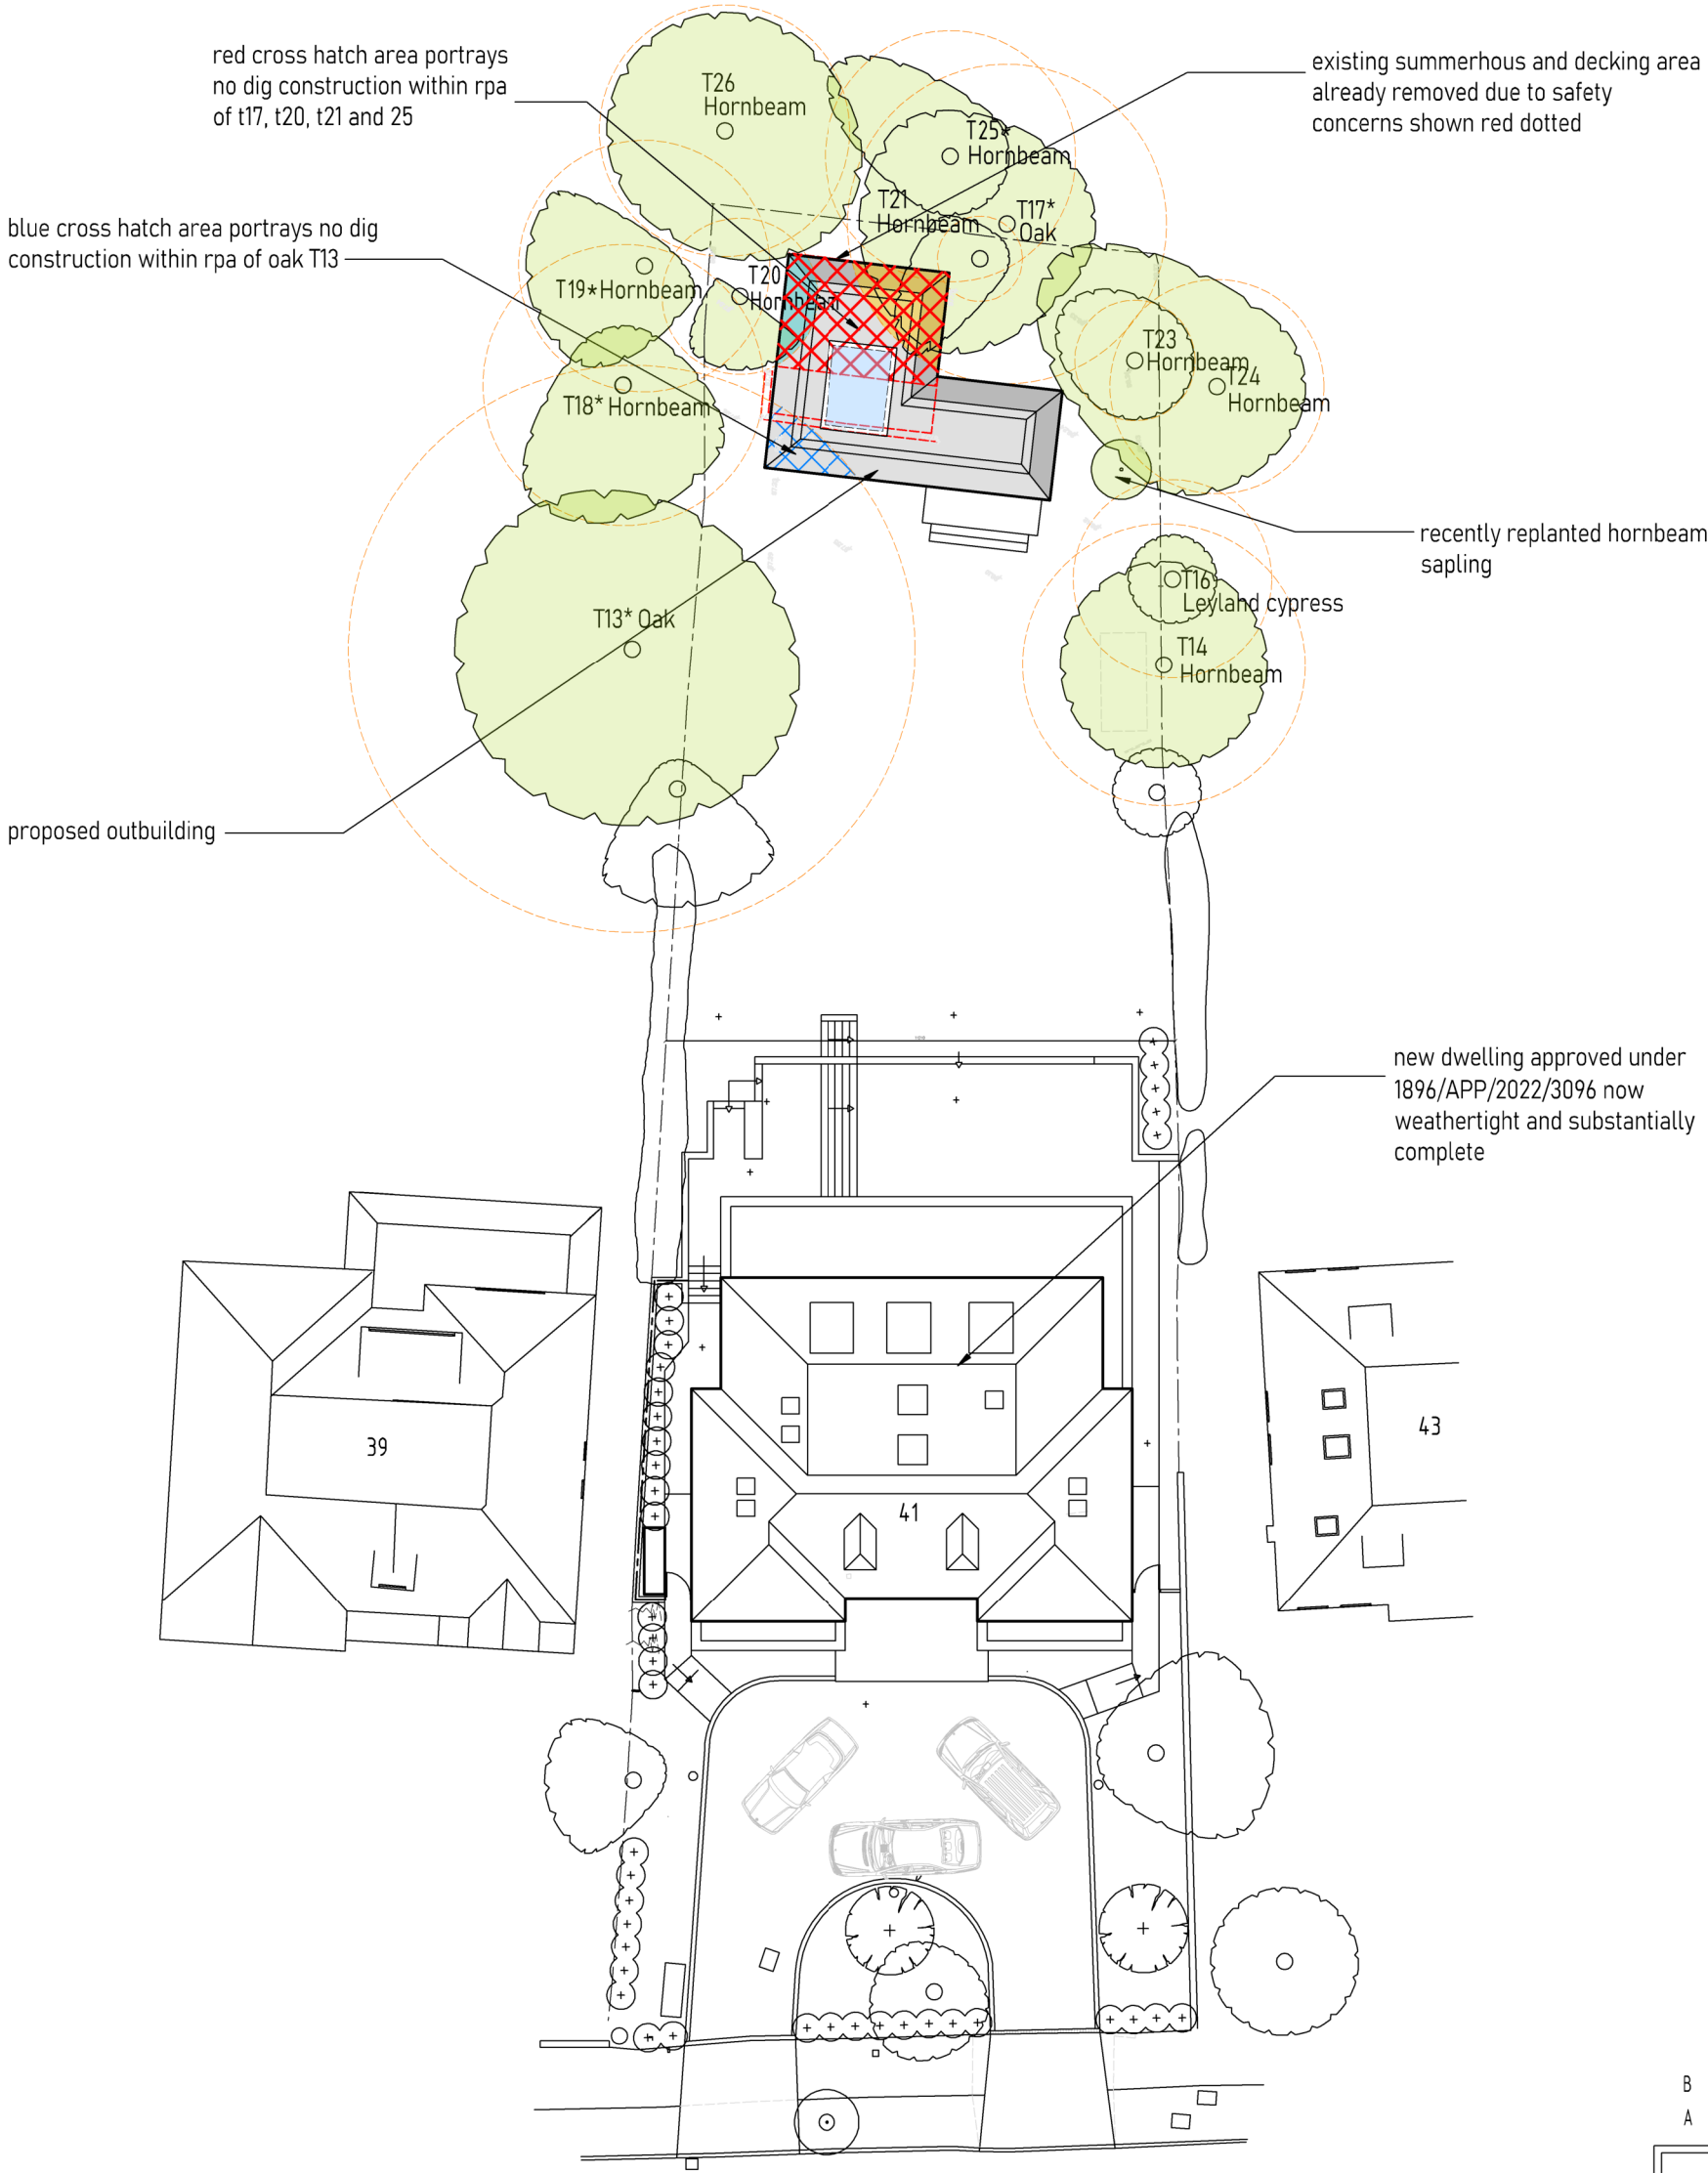 red cross hatch area portrays
no dig construction within rpa
of t17, t20, t21 and 25
existing summerhous and decking area
already removed due to safety
concerns shown red dotted
T26
Hornbeam
T25*
Hornbeam
T21
Hornbeam
T17*
Oak
blue cross hatch area portrays no dig
construction within rpa of oak T13
T19*Hornbeam
T20
Hornbeam
T23
Hornbeam
T24
Hornbeam
T18* Hornbeam
recently replanted hornbeam
sapling
T16
Leyland cypress
T13* Oak
T14
Hornbeam
proposed outbuilding
new dwelling approved under
1896/APP/2022/3096 now
weathertight and substantially
complete
39
41
43
B
A